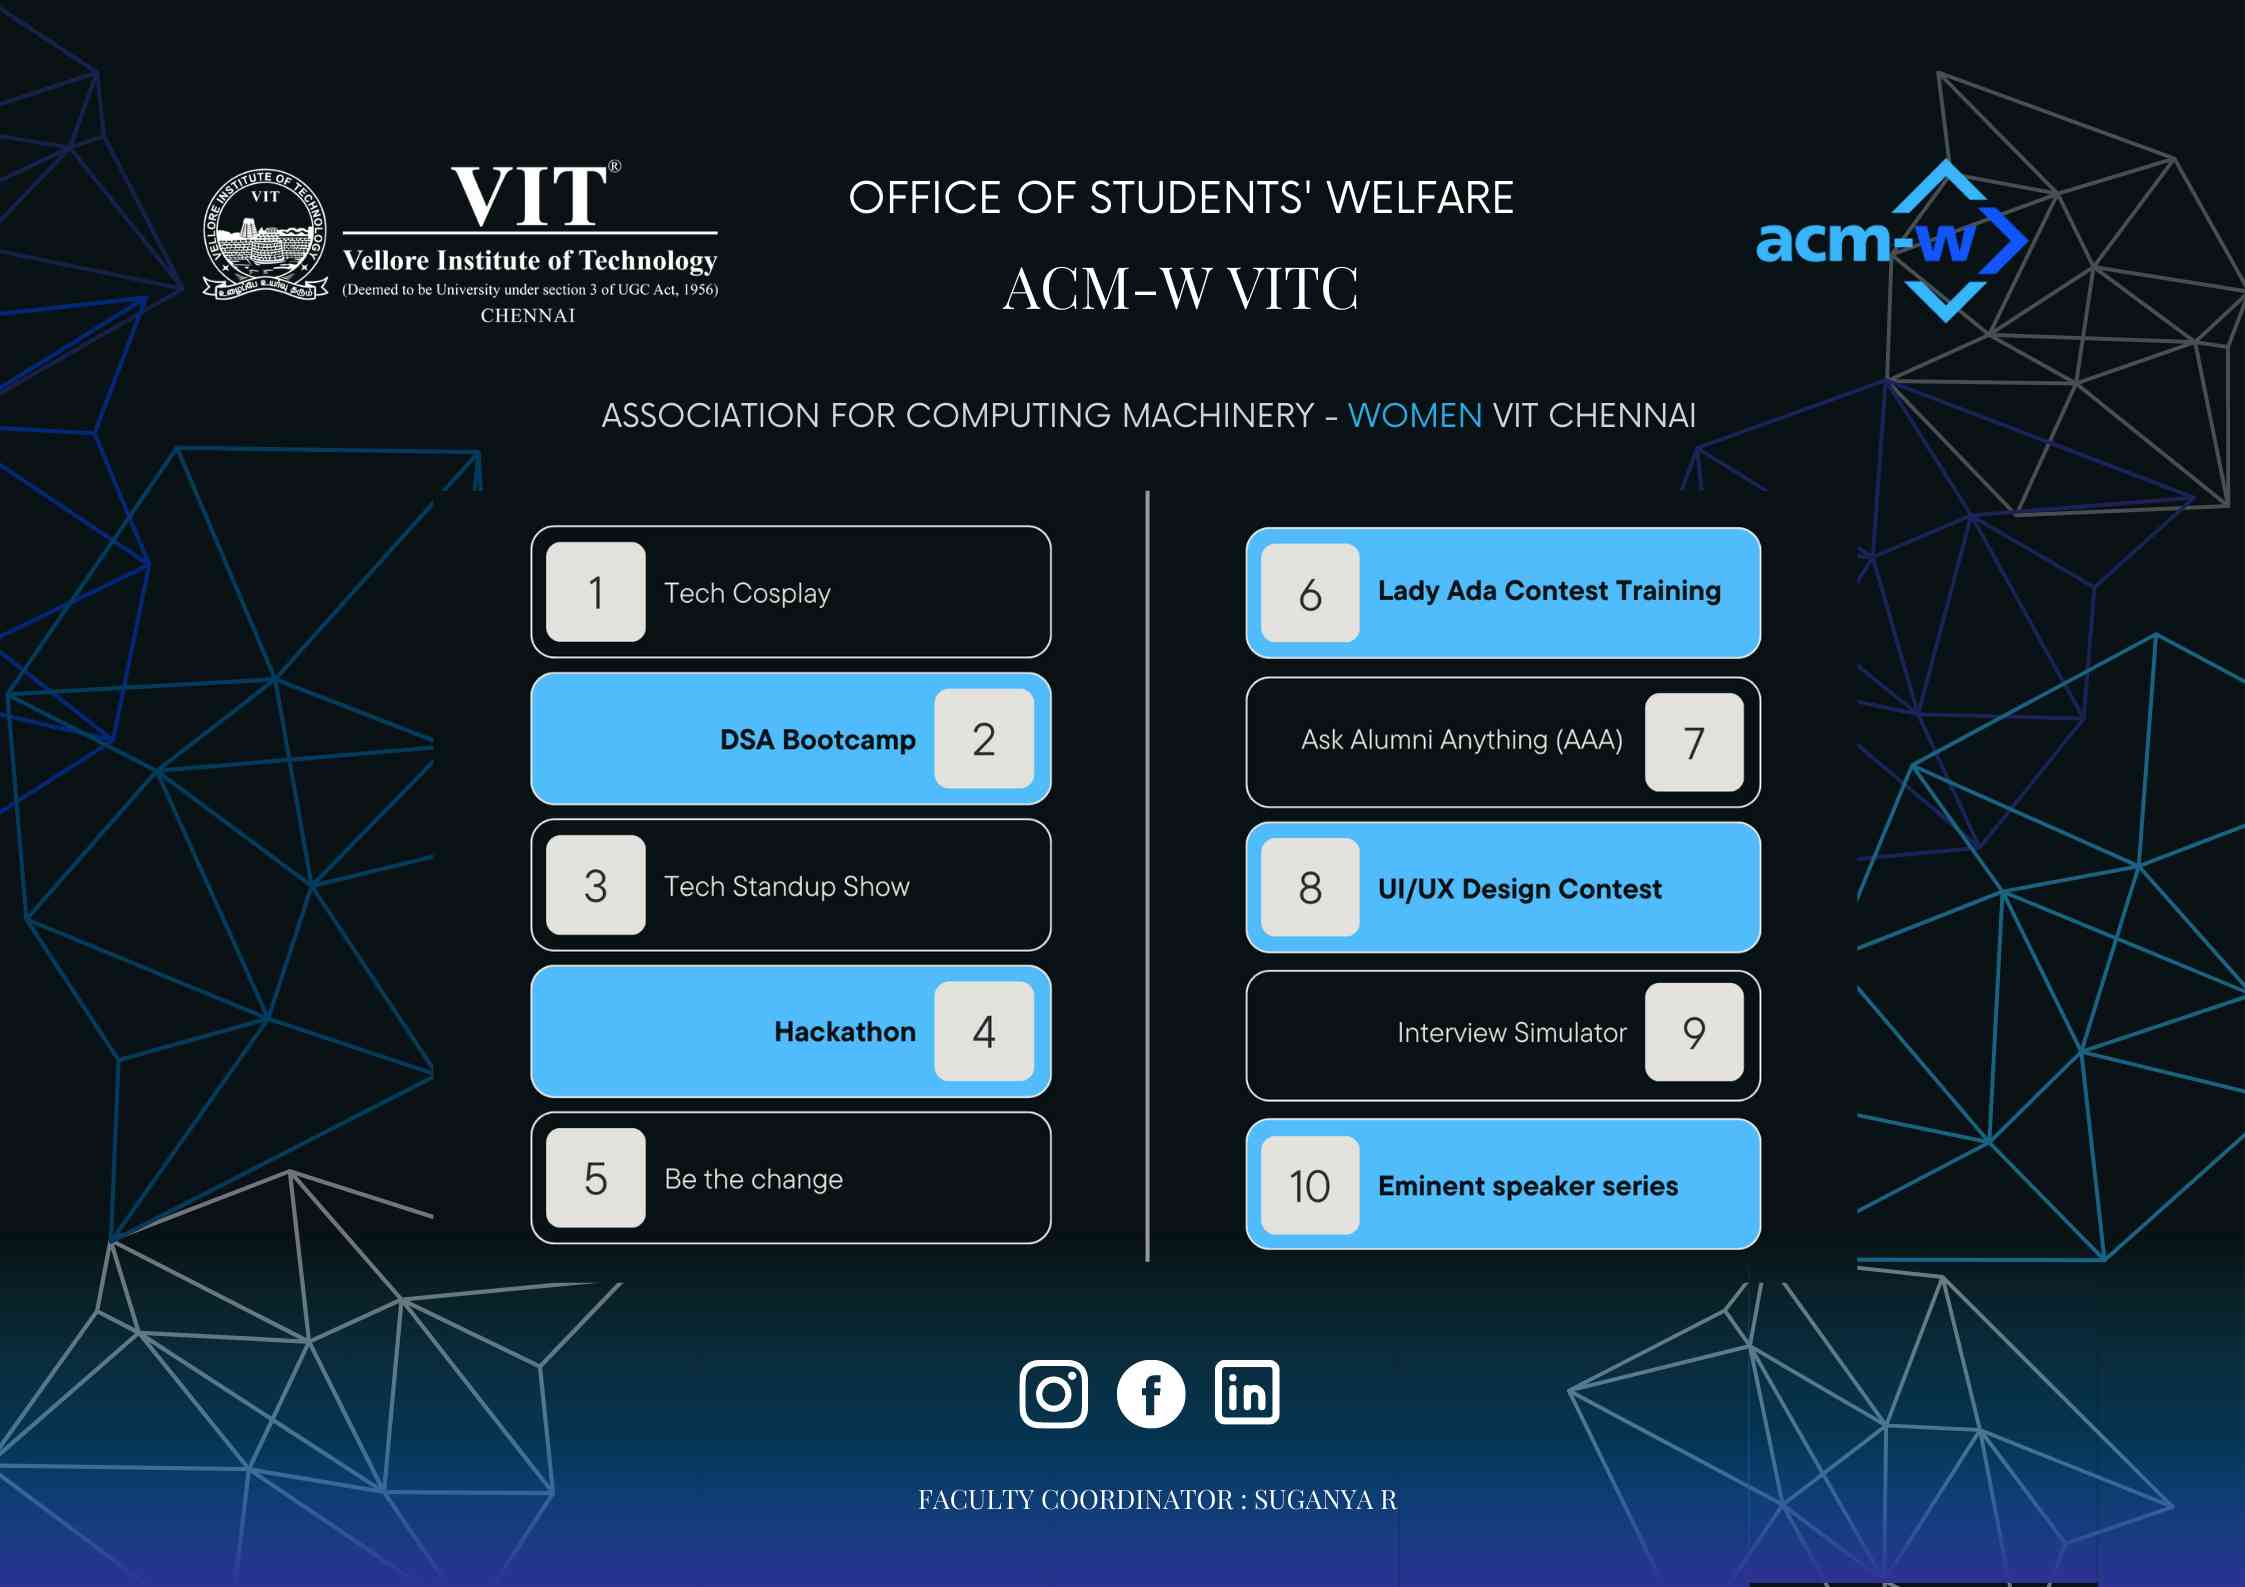 VELLORE INSTITUTE OF TECHNOLOGY
VIT
VIT®
Vellore Institute of Technology
(Deemed to be University under section 3 of UGC Act, 1956)
CHENNAI
OFFICE OF STUDENTS' WELFARE
ACM-W VITC
acm-w
ASSOCIATION FOR COMPUTING MACHINERY - WOMEN VIT CHENNAI
1 Tech Cosplay
DSA Bootcamp 2
3 Tech Standup Show
Hackathon 4
5 Be the change
6 Lady Ada Contest Training
Ask Alumni Anything (AAA) 7
8 UI/UX Design Contest
Interview Simulator 9
10 Eminent speaker series
FACULTY COORDINATOR : SUGANYA R